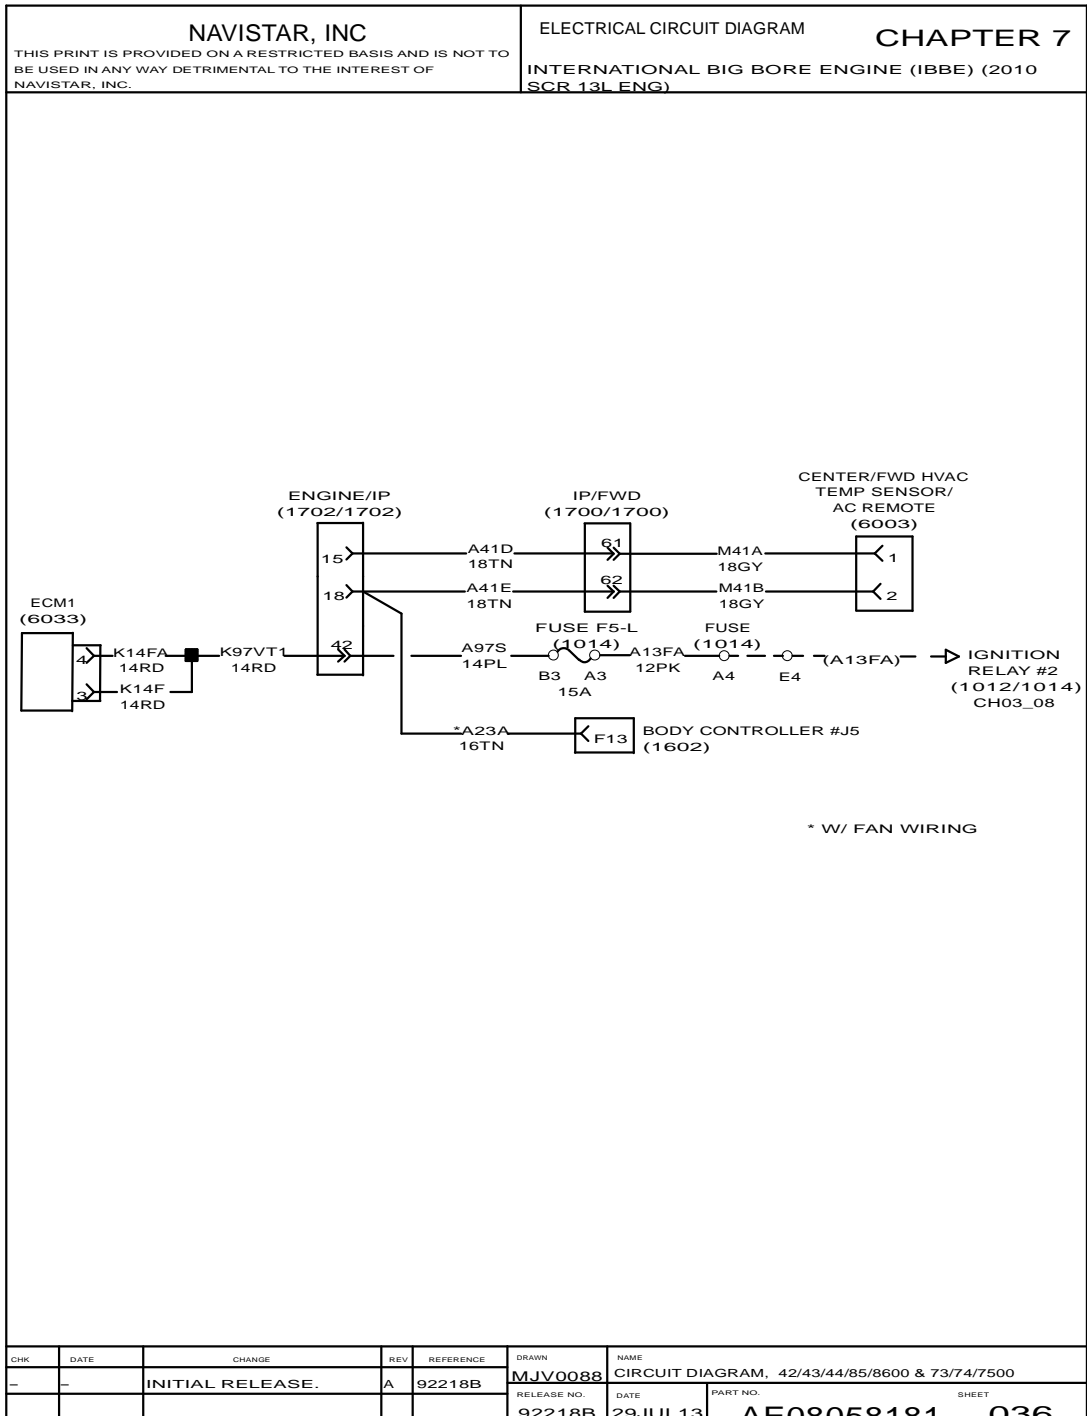 NAVISTAR, INC
THIS PRINT IS PROVIDED ON A RESTRICTED BASIS AND IS NOT TO
BE USED IN ANY WAY DETRIMENTAL TO THE INTEREST OF
NAVISTAR, INC.
ELECTRICAL CIRCUIT DIAGRAM
CHAPTER 7
INTERNATIONAL BIG BORE ENGINE (IBBE) (2010
SCR 13L ENG)
CENTER/FWD HVAC
TEMP SENSOR/
AC REMOTE
(6003)
ENGINE/IP
(1702/1702)
IP/FWD
(1700/1700)
15
A41D
18TN
61
M41A
18GY
1
18
A41E
18TN
62
M41B
18GY
2
ECM1
(6033)
4
K14FA
14RD
3
K14F
14RD
K97VT1
14RD
42
A97S
14PL
FUSE F5-L
(1014)
B3
A3
15A
A13FA
12PK
FUSE
(1014)
A4
E4
(A13FA)
IGNITION
RELAY #2
(1012/1014)
CH03_08
*A23A
16TN
F13
BODY CONTROLLER #J5
(1602)
* W/ FAN WIRING
CHK
DATE
CHANGE
REV
REFERENCE
–
–
INITIAL RELEASE.
A
92218B
DRAWN
MJV0088
NAME
CIRCUIT DIAGRAM, 42/43/44/85/8600 & 73/74/7500
RELEASE NO.
92218B
DATE
29JUL13
PART NO.
AE08058181
SHEET
036